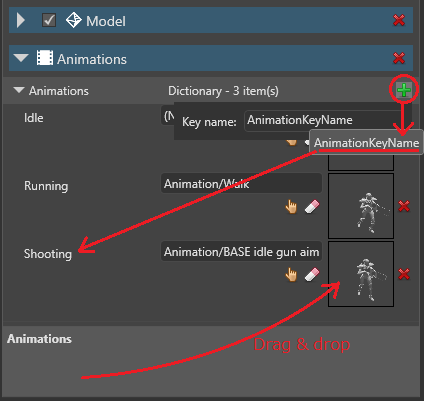 Model
Animations
Animations Dictionary - 3 item(s)
Idle (N
Key name: AnimationKeyName
AnimationKeyName
Running Animation/Walk
Shooting Animation/BASE idle gun aim
Animations
Drag & drop